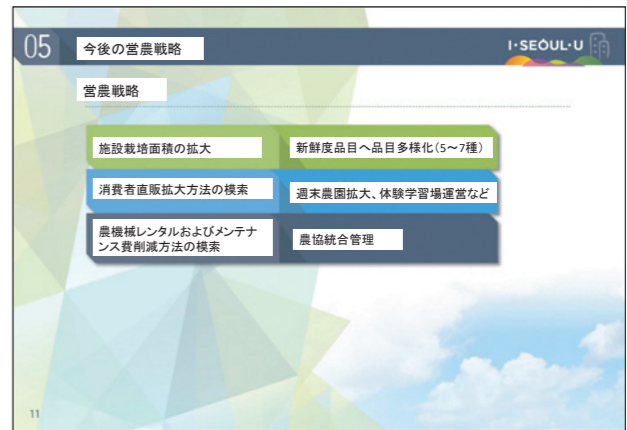 05 今後の営農戦略
I·SEOUL·U
営農戦略
施設栽培面積の拡大
新鮮度品目へ品目多様化(5～7種)
消費者直販拡大方法の模索
週末農園拡大、体験学習場運営など
農機械レンタルおよびメンテナ
ンス費削減方法の模索
農協統合管理
11